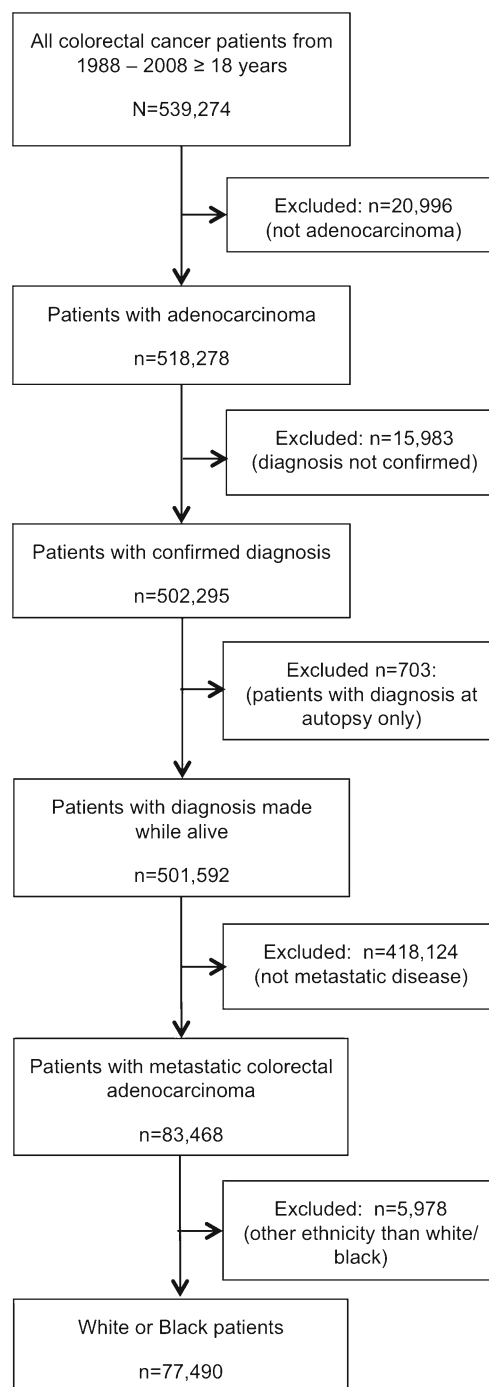 All colorectal cancer patients from
1988 – 2008 ≥ 18 years
N=539,274
Excluded: n=20,996
(not adenocarcinoma)
Patients with adenocarcinoma
n=518,278
Excluded: n=15,983
(diagnosis not confirmed)
Patients with confirmed diagnosis
n=502,295
Excluded n=703:
(patients with diagnosis at
autopsy only)
Patients with diagnosis made
while alive
n=501,592
Excluded: n=418,124
(not metastatic disease)
Patients with metastatic colorectal
adenocarcinoma
n=83,468
Excluded: n=5,978
(other ethnicity than white/
black)
White or Black patients
n=77,490